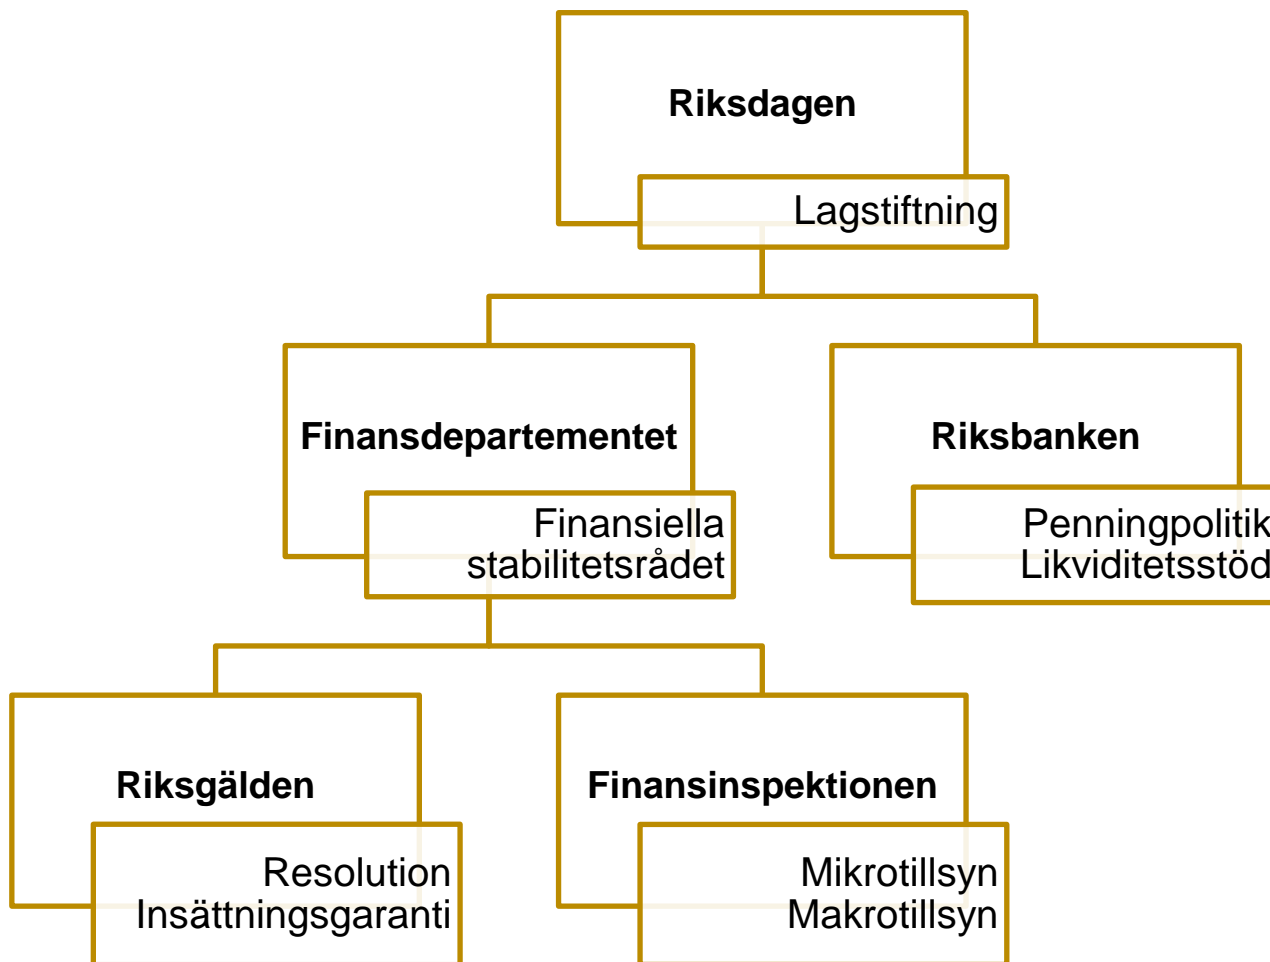 Riksdagen
Lagstiftning
Finansdepartementet
Finansiella
stabilitetsrådet
Riksbanken
Penningpolitik
Likviditetsstöd
Riksgälden
Resolution
Insättningsgaranti
Finansinspektionen
Mikrotillsyn
Makrotillsyn